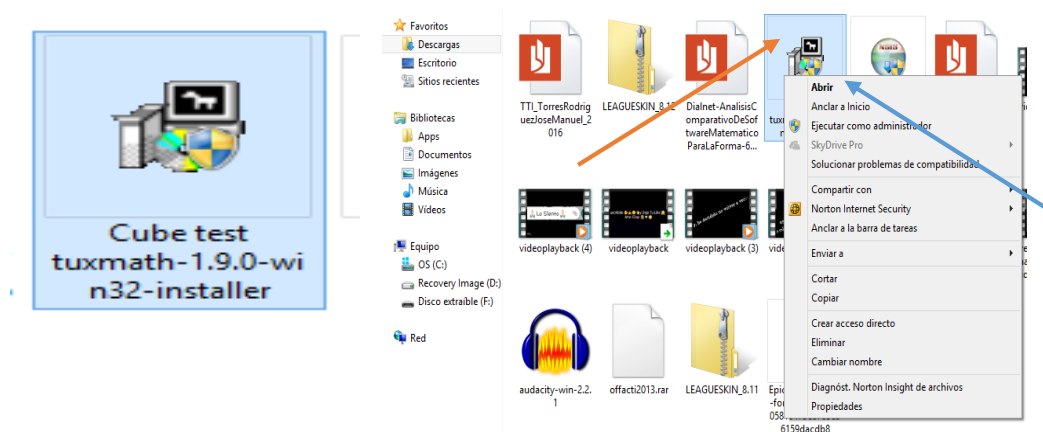 Cube test
tuxmath-1.9.0-wi
n32-installer
Favoritos
Descargas
Escritorio
Sitios recientes
Bibliotecas
Apps
Documentos
Imágenes
Música
Vídeos
Equipo
OS (C:)
Recovery Image (D:)
Disco extraíble (F:)
Red
TTI_TorresRodrig
uezJoseManuel_2
016
LEAGUESKIN_8.12
Dialnet-AnalisisC
omparativoDeSof
twareMatematico
ParaLaForma-6...
videoplayback (4)
videoplayback
videoplayback (3)
audacity-win-2.2.
1
offacti2013.rar
LEAGUESKIN_8.11
6159dacdb8
Abrir
Anclar a Inicio
Ejecutar como administrador
SkyDrive Pro
Solucionar problemas de compatibilidad
Compartir con
Norton Internet Security
Anclar a la barra de tareas
Enviar a
Cortar
Copiar
Crear acceso directo
Eliminar
Cambiar nombre
Diagnóst. Norton Insight de archivos
Propiedades